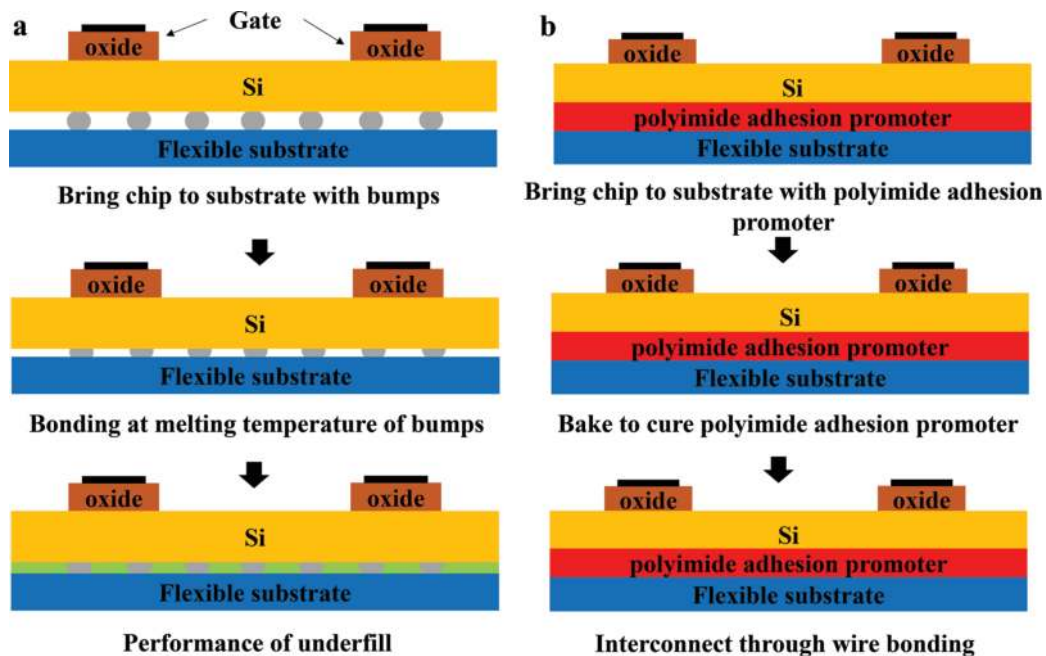 a
Gate
oxide
oxide
Si
Flexible substrate
Bring chip to substrate with bumps
oxide
oxide
Si
Flexible substrate
Bonding at melting temperature of bumps
oxide
oxide
Si
Flexible substrate
Performance of underfill
b
oxide
oxide
Si
polyimide adhesion promoter
Flexible substrate
Bring chip to substrate with polyimide adhesion
promoter
oxide
oxide
Si
polyimide adhesion promoter
Flexible substrate
Bake to cure polyimide adhesion promoter
oxide
oxide
Si
polyimide adhesion promoter
Flexible substrate
Interconnect through wire bonding